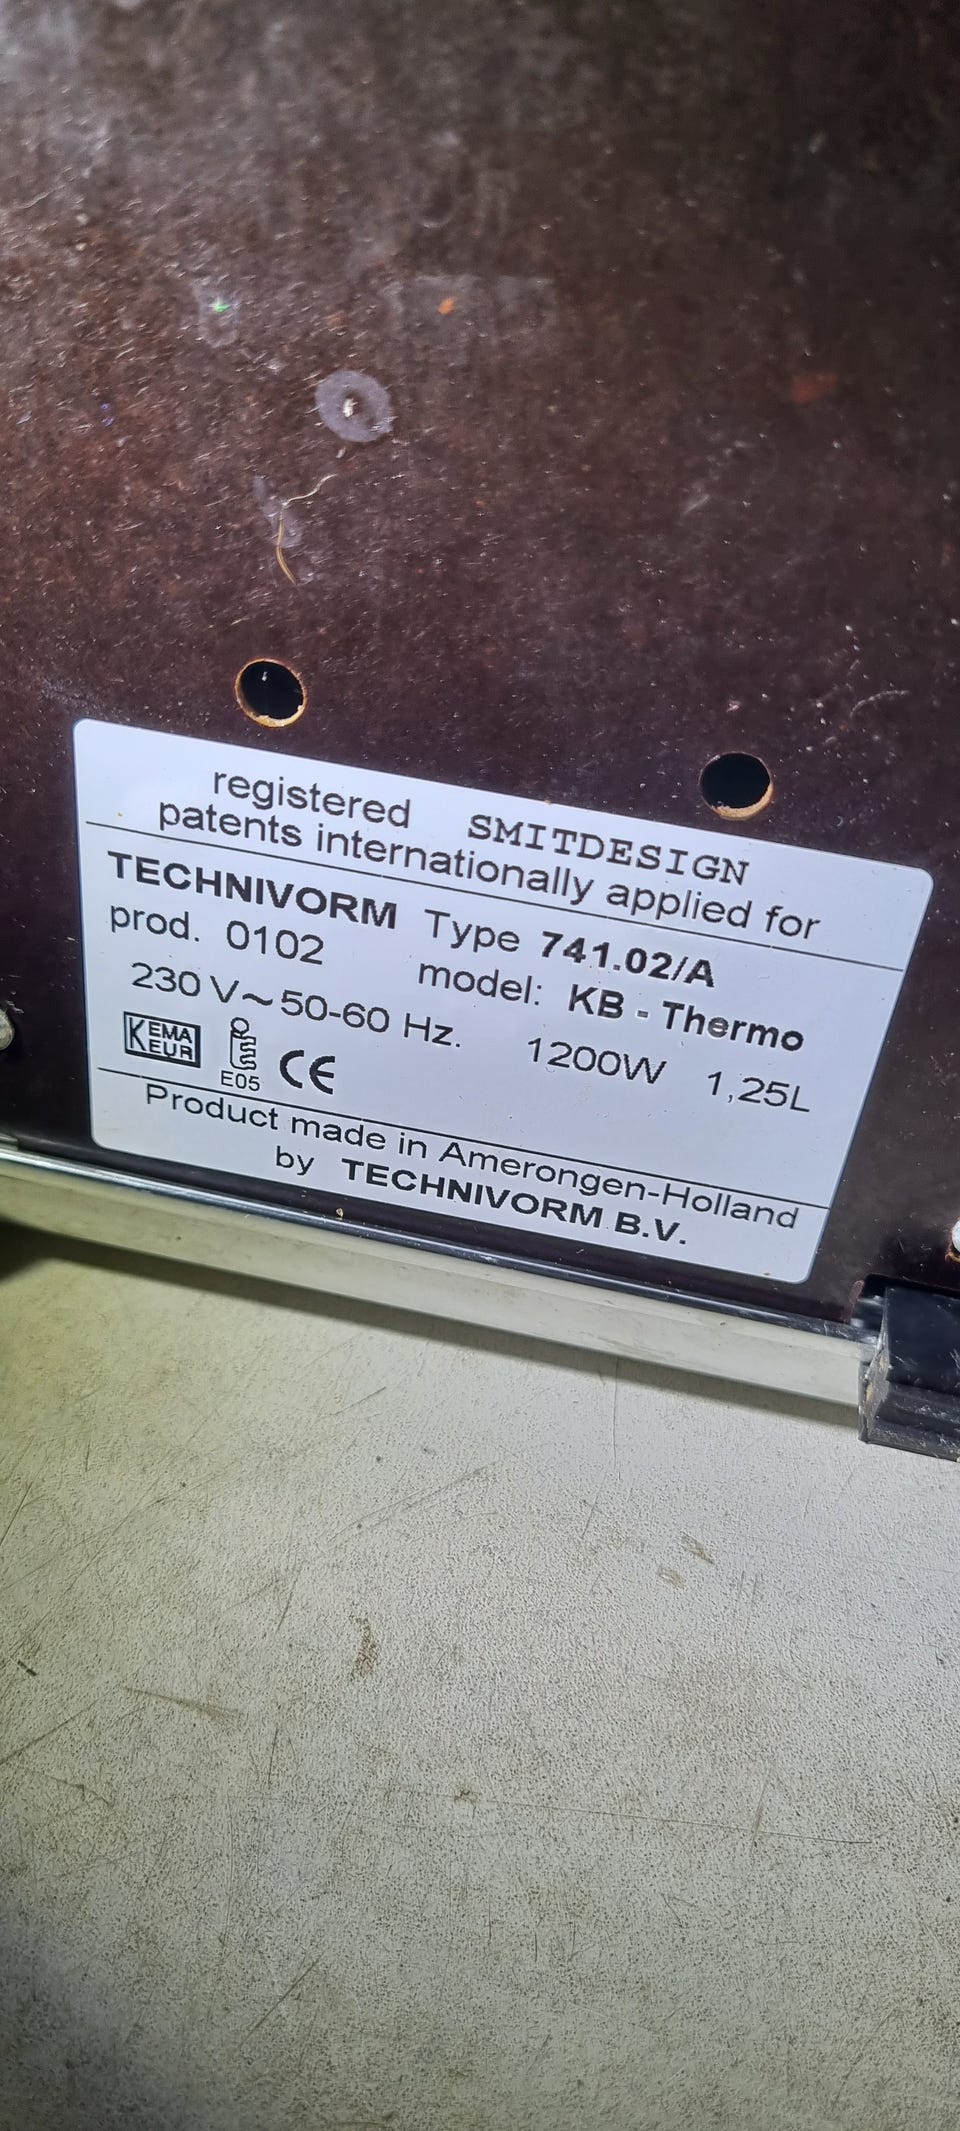 registered SMITDESIGN
patents internationally applied for
TECHNIVORM Type 741.02/A
prod. 0102 model: KB - Thermo
230 V~50-60 Hz. 1200W 1,25L
KEMA
KEUR
E05 CE
Product made in Amerongen-Holland
by TECHNIVORM B.V.